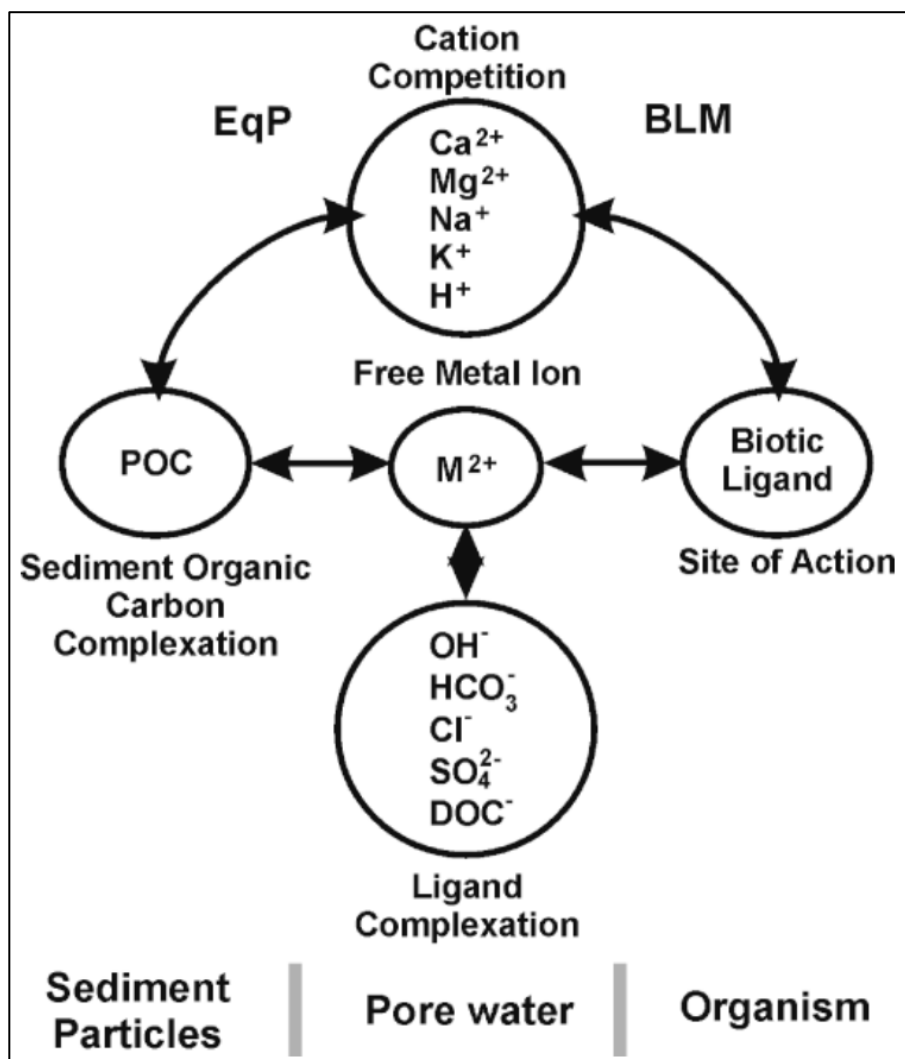 Cation
Competition
EqP
BLM
Ca²⁺
Mg²⁺
Na⁺
K⁺
H⁺
Free Metal Ion
POC
M²⁺
Biotic
Ligand
Sediment Organic
Carbon
Complexation
Site of Action
OH⁻
HCO₃⁻
Cl⁻
SO₄²⁻
DOC⁻
Ligand
Complexation
Sediment
Particles
Pore water
Organism